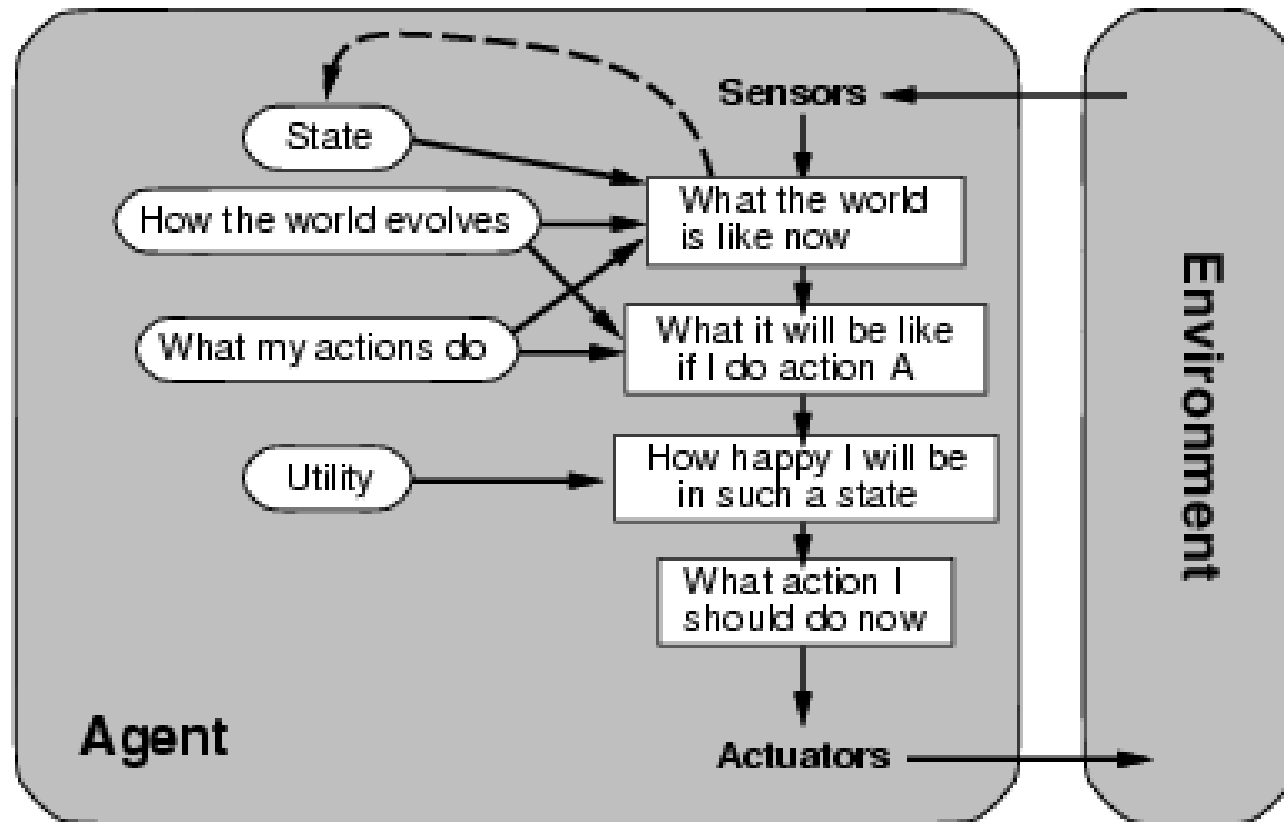 Sensors
State
What the world
is like now
How the world evolves
What my actions do
What it will be like
if I do action A
Utility
How happy I will be
in such a state
What action I
should do now
Agent
Actuators
Environment